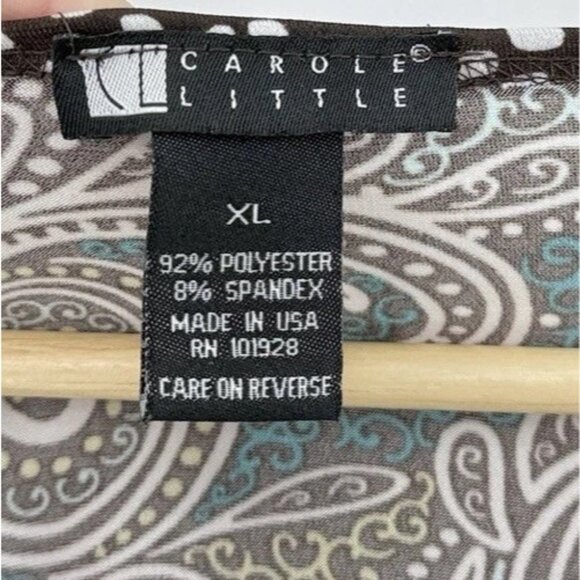 CAROLE®
LITTLE
XL
92% POLYESTER
8% SPANDEX
MADE IN USA
RN 101928
CARE ON REVERSE